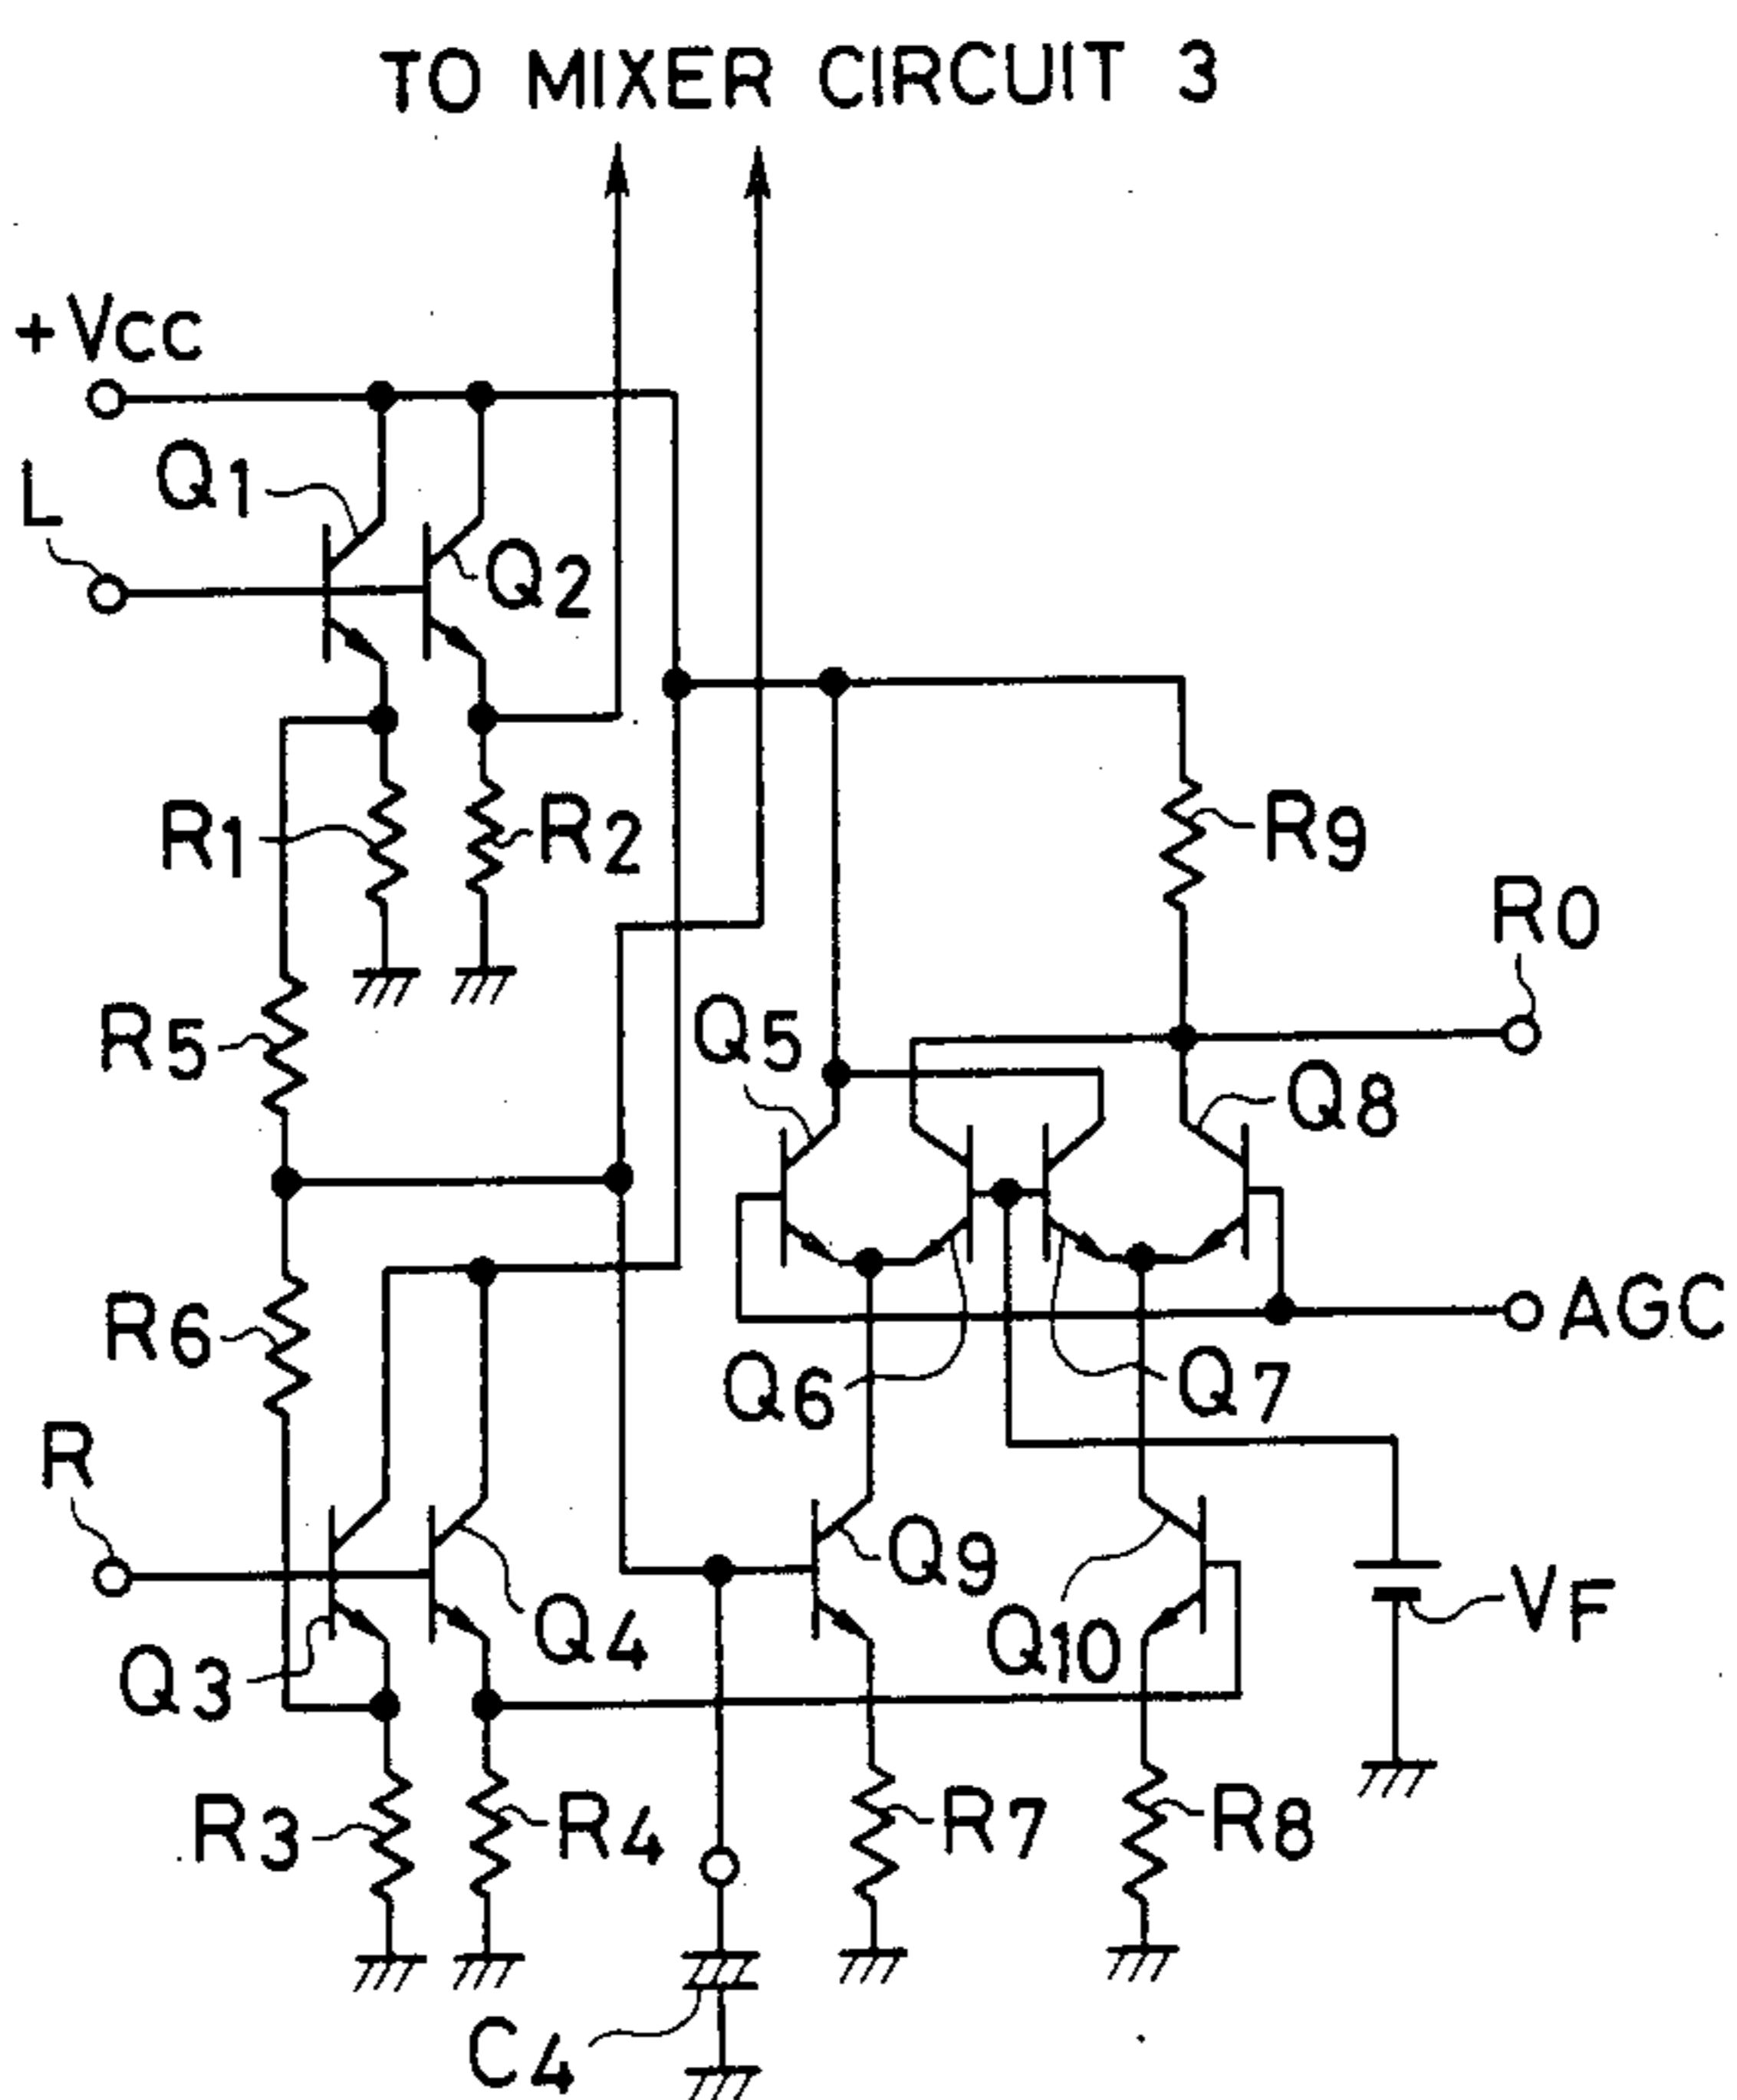 TO MIXER CIRCUIT 3
+VCC
L
Q1
Q2
R1
R2
R9
RO
R5
Q5
Q8
R6
AGC
Q6
Q7
R
Q9
Q10
VF
Q3
Q4
R3
R4
R7
R8
C4